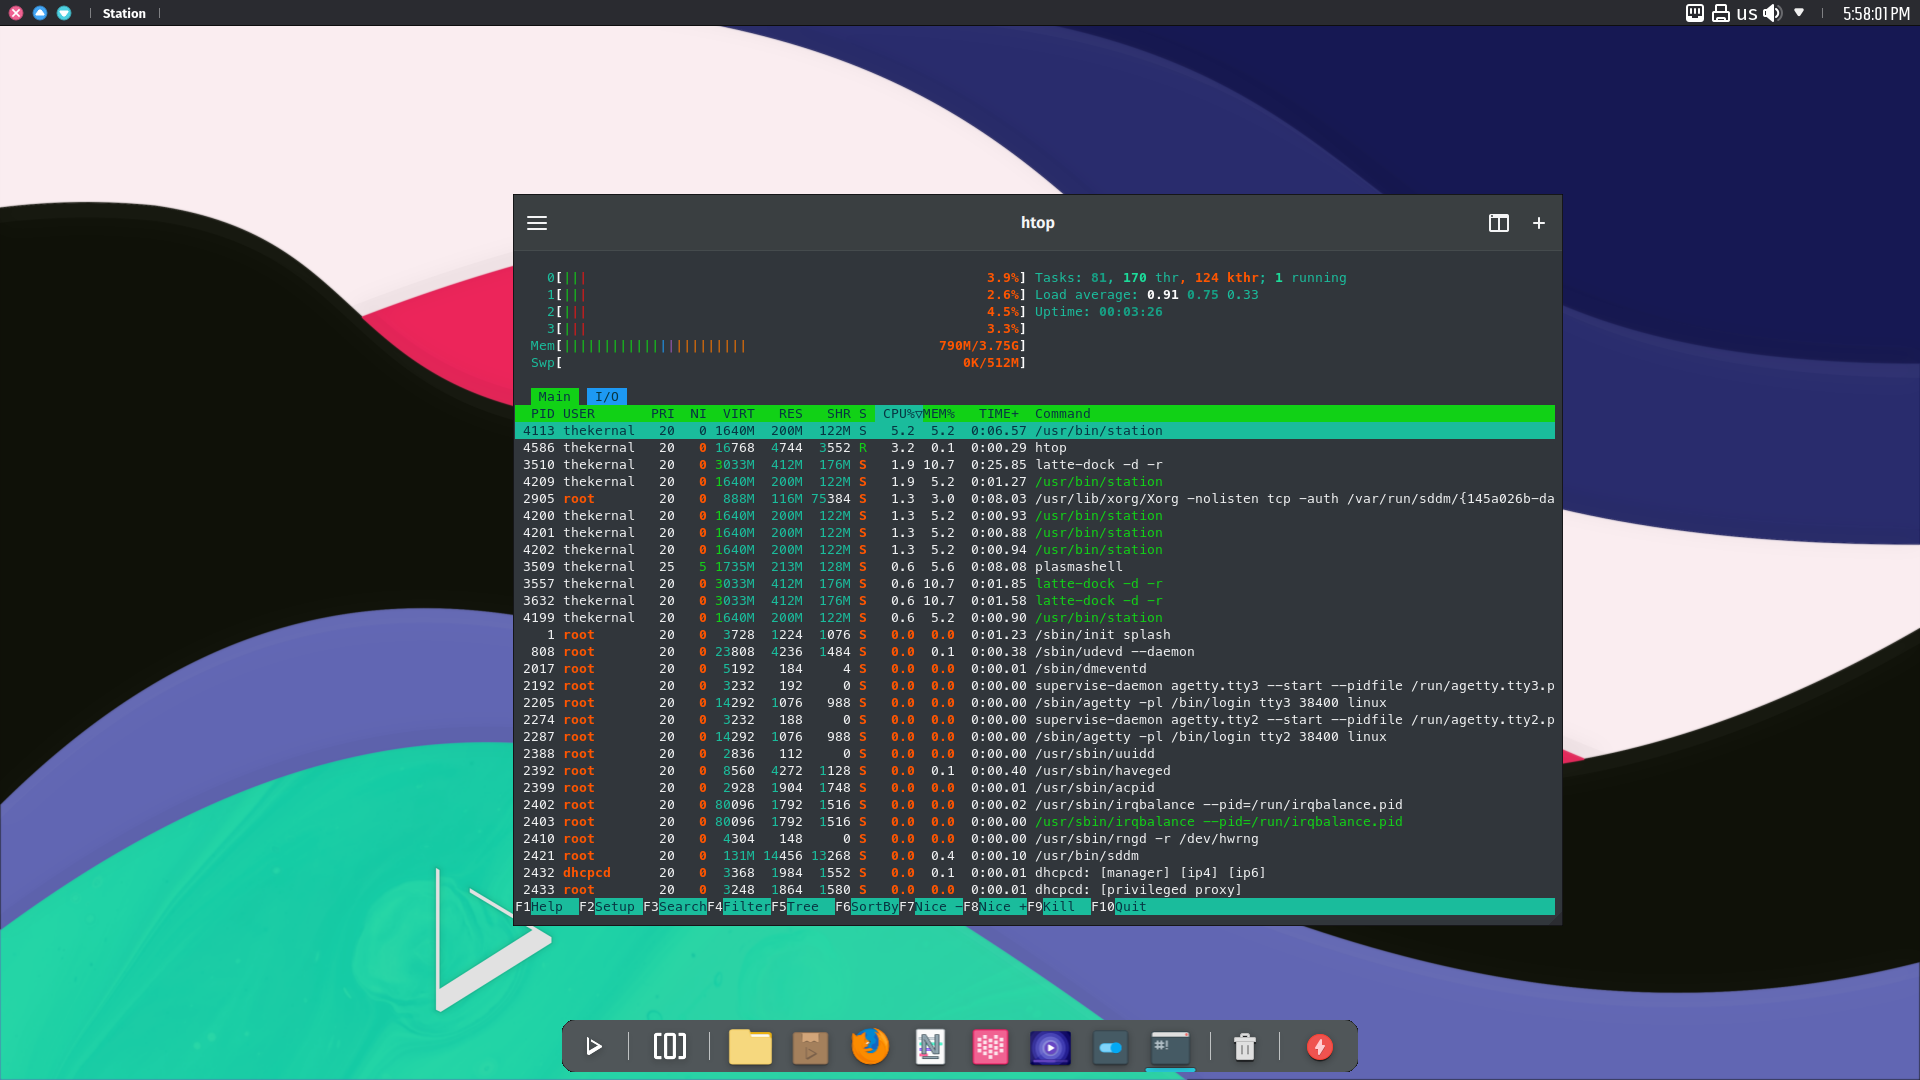 Station
us
5:58:01 PM
htop
0[||| 3.9%] Tasks: 81, 170 thr, 124 kthr; 1 running
1[||| 2.6%] Load average: 0.91 0.75 0.33
2[||| 4.5%] Uptime: 00:03:26
3[||| 3.3%]
Mem[||||||||||||||||||||||| 790M/3.75G]
Swp[ 0K/512M]
Main I/O
PID USER PRI NI VIRT RES SHR S CPU%▽MEM% TIME+ Command
4113 thekernal 20 0 1640M 200M 122M S 5.2 5.2 0:06.57 /usr/bin/station
4586 thekernal 20 0 16768 4744 3552 R 3.2 0.1 0:00.29 htop
3510 thekernal 20 0 3033M 412M 176M S 1.9 10.7 0:25.85 latte-dock -d -r
4209 thekernal 20 0 1640M 200M 122M S 1.9 5.2 0:01.27 /usr/bin/station
2905 root 20 0 888M 116M 75384 S 1.3 3.0 0:08.03 /usr/lib/xorg/Xorg -nolisten tcp -auth /var/run/sddm/{145a026b-da
4200 thekernal 20 0 1640M 200M 122M S 1.3 5.2 0:00.93 /usr/bin/station
4201 thekernal 20 0 1640M 200M 122M S 1.3 5.2 0:00.88 /usr/bin/station
4202 thekernal 20 0 1640M 200M 122M S 1.3 5.2 0:00.94 /usr/bin/station
3509 thekernal 25 5 1735M 213M 128M S 0.6 5.6 0:08.08 plasmashell
3557 thekernal 20 0 3033M 412M 176M S 0.6 10.7 0:01.85 latte-dock -d -r
3632 thekernal 20 0 3033M 412M 176M S 0.6 10.7 0:01.58 latte-dock -d -r
4199 thekernal 20 0 1640M 200M 122M S 0.6 5.2 0:00.90 /usr/bin/station
1 root 20 0 3728 1224 1076 S 0.0 0.0 0:01.23 /sbin/init splash
808 root 20 0 23808 4236 1484 S 0.0 0.1 0:00.38 /sbin/udevd --daemon
2017 root 20 0 5192 184 4 S 0.0 0.0 0:00.01 /sbin/dmeventd
2192 root 20 0 3232 192 0 S 0.0 0.0 0:00.00 supervise-daemon agetty.tty3 --start --pidfile /run/agetty.tty3.p
2205 root 20 0 14292 1076 988 S 0.0 0.0 0:00.00 /sbin/agetty -pl /bin/login tty3 38400 linux
2274 root 20 0 3232 188 0 S 0.0 0.0 0:00.00 supervise-daemon agetty.tty2 --start --pidfile /run/agetty.tty2.p
2287 root 20 0 14292 1076 988 S 0.0 0.0 0:00.00 /sbin/agetty -pl /bin/login tty2 38400 linux
2388 root 20 0 2836 112 0 S 0.0 0.0 0:00.00 /usr/sbin/uuidd
2392 root 20 0 8560 4272 1128 S 0.0 0.1 0:00.40 /usr/sbin/haveged
2399 root 20 0 2928 1904 1748 S 0.0 0.0 0:00.01 /usr/sbin/acpid
2402 root 20 0 80096 1792 1516 S 0.0 0.0 0:00.02 /usr/sbin/irqbalance --pid=/run/irqbalance.pid
2403 root 20 0 80096 1792 1516 S 0.0 0.0 0:00.00 /usr/sbin/irqbalance --pid=/run/irqbalance.pid
2410 root 20 0 4304 148 0 S 0.0 0.0 0:00.00 /usr/sbin/rngd -r /dev/hwrng
2421 root 20 0 131M 14456 13268 S 0.0 0.4 0:00.10 /usr/bin/sddm
2432 dhcpcd 20 0 3368 1984 1552 S 0.0 0.1 0:00.01 dhcpcd: [manager] [ip4] [ip6]
2433 root 20 0 3248 1864 1580 S 0.0 0.0 0:00.01 dhcpcd: [privileged proxy]
F1Help F2Setup F3SearchF4FilterF5Tree F6SortByF7Nice -F8Nice +F9Kill F10Quit
N #!